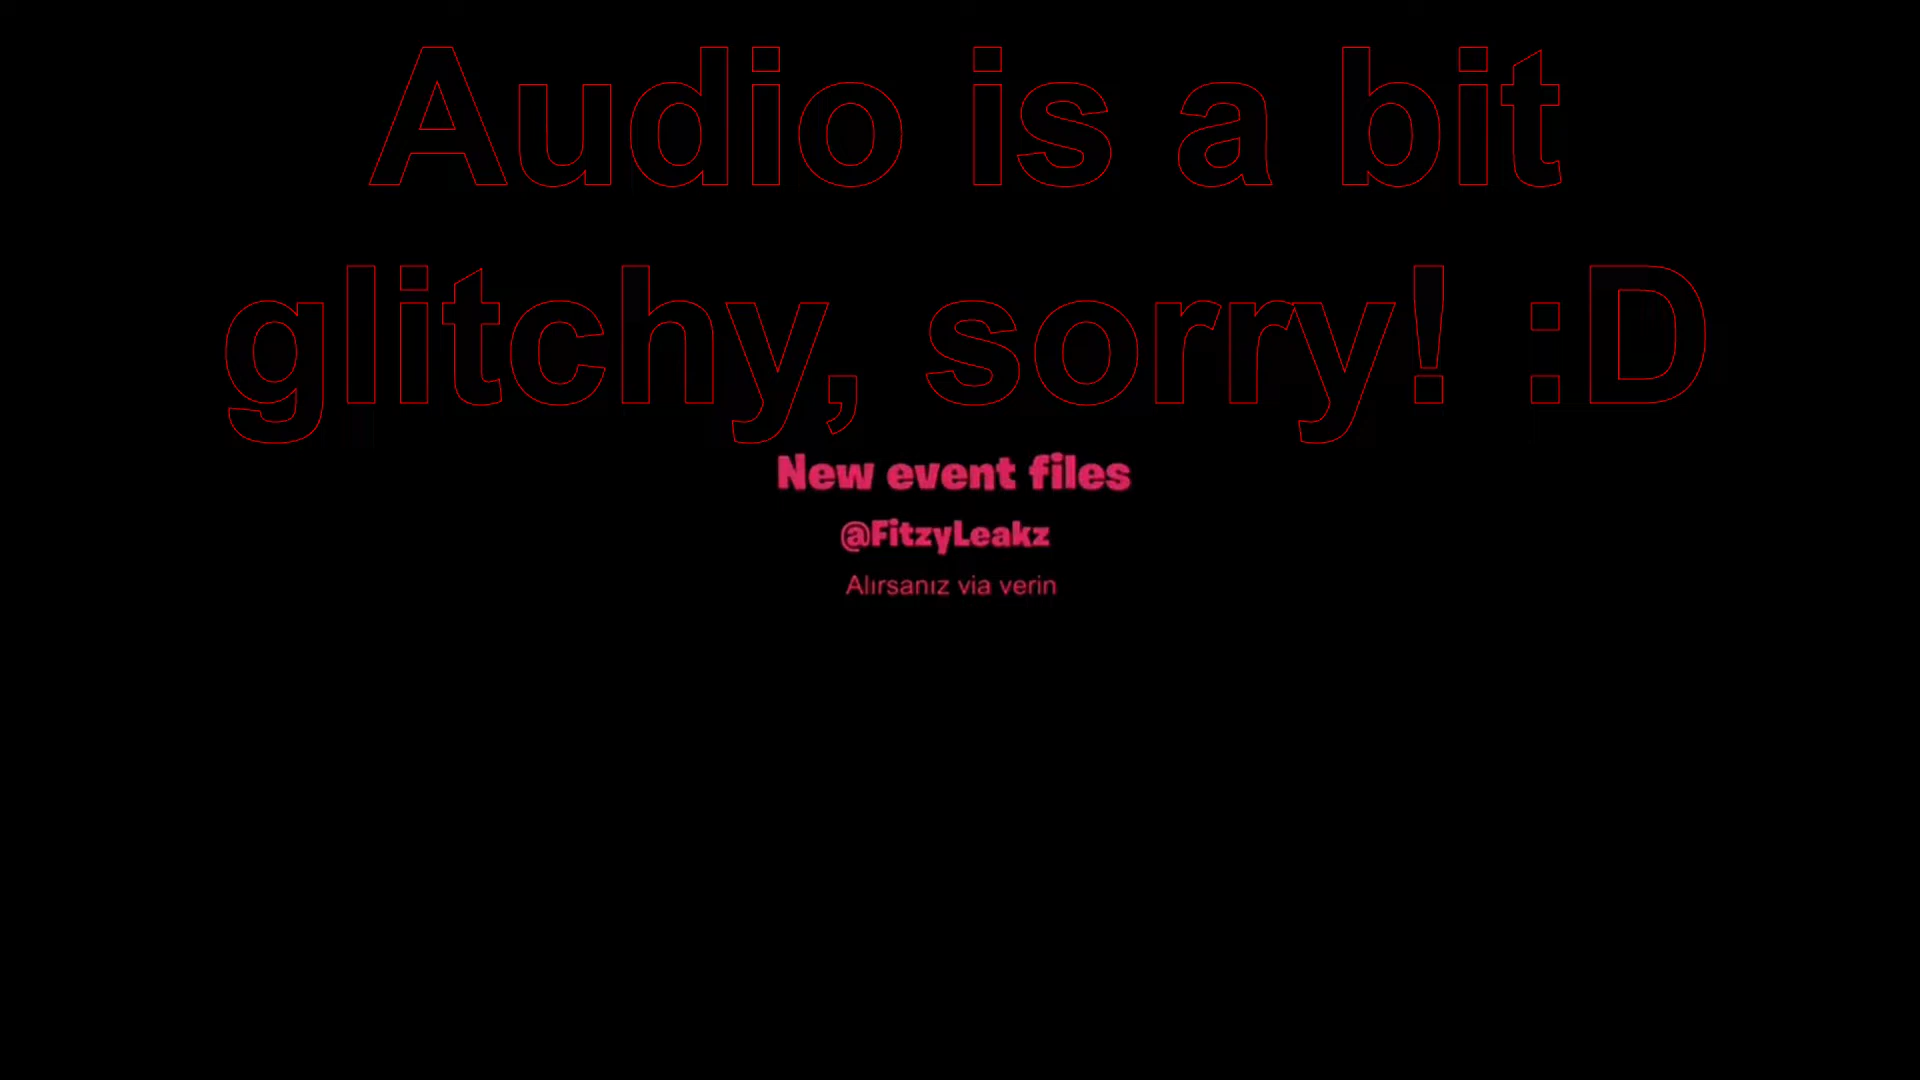 Audio is a bit
glitchy, sorry! :D
New event files
@FitzyLeakz
Alırsanız via verin